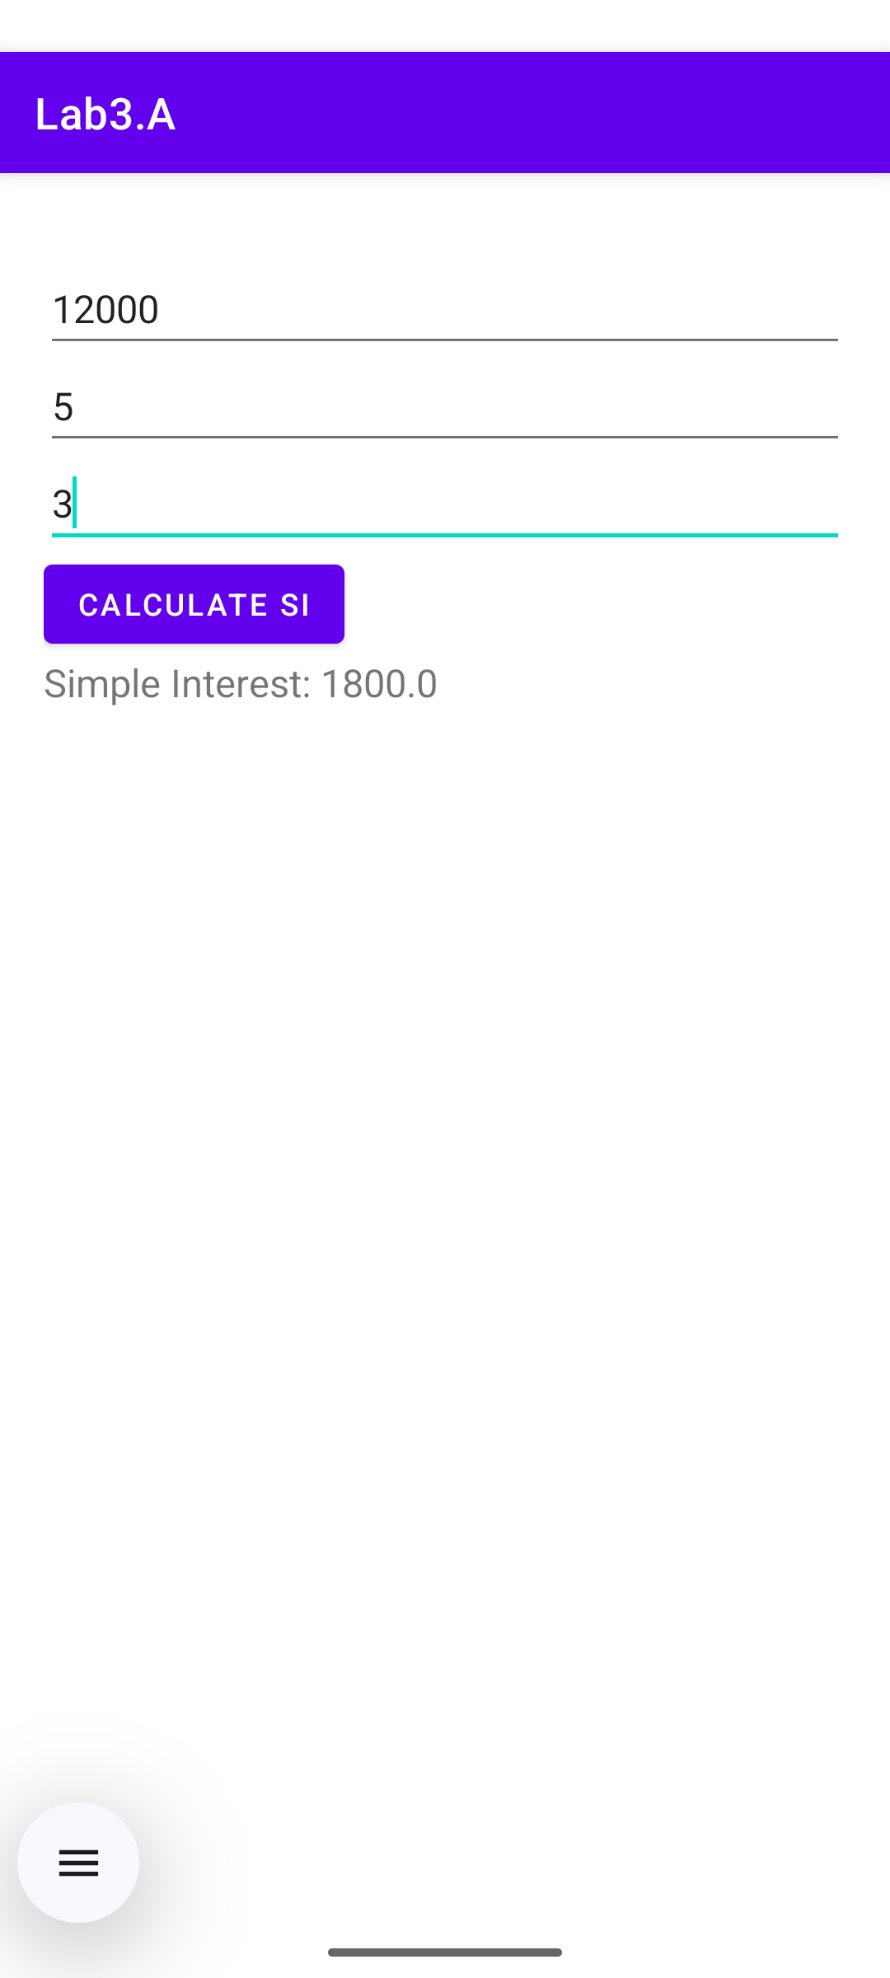 Lab3.A
12000
5
3
CALCULATE SI
Simple Interest: 1800.0